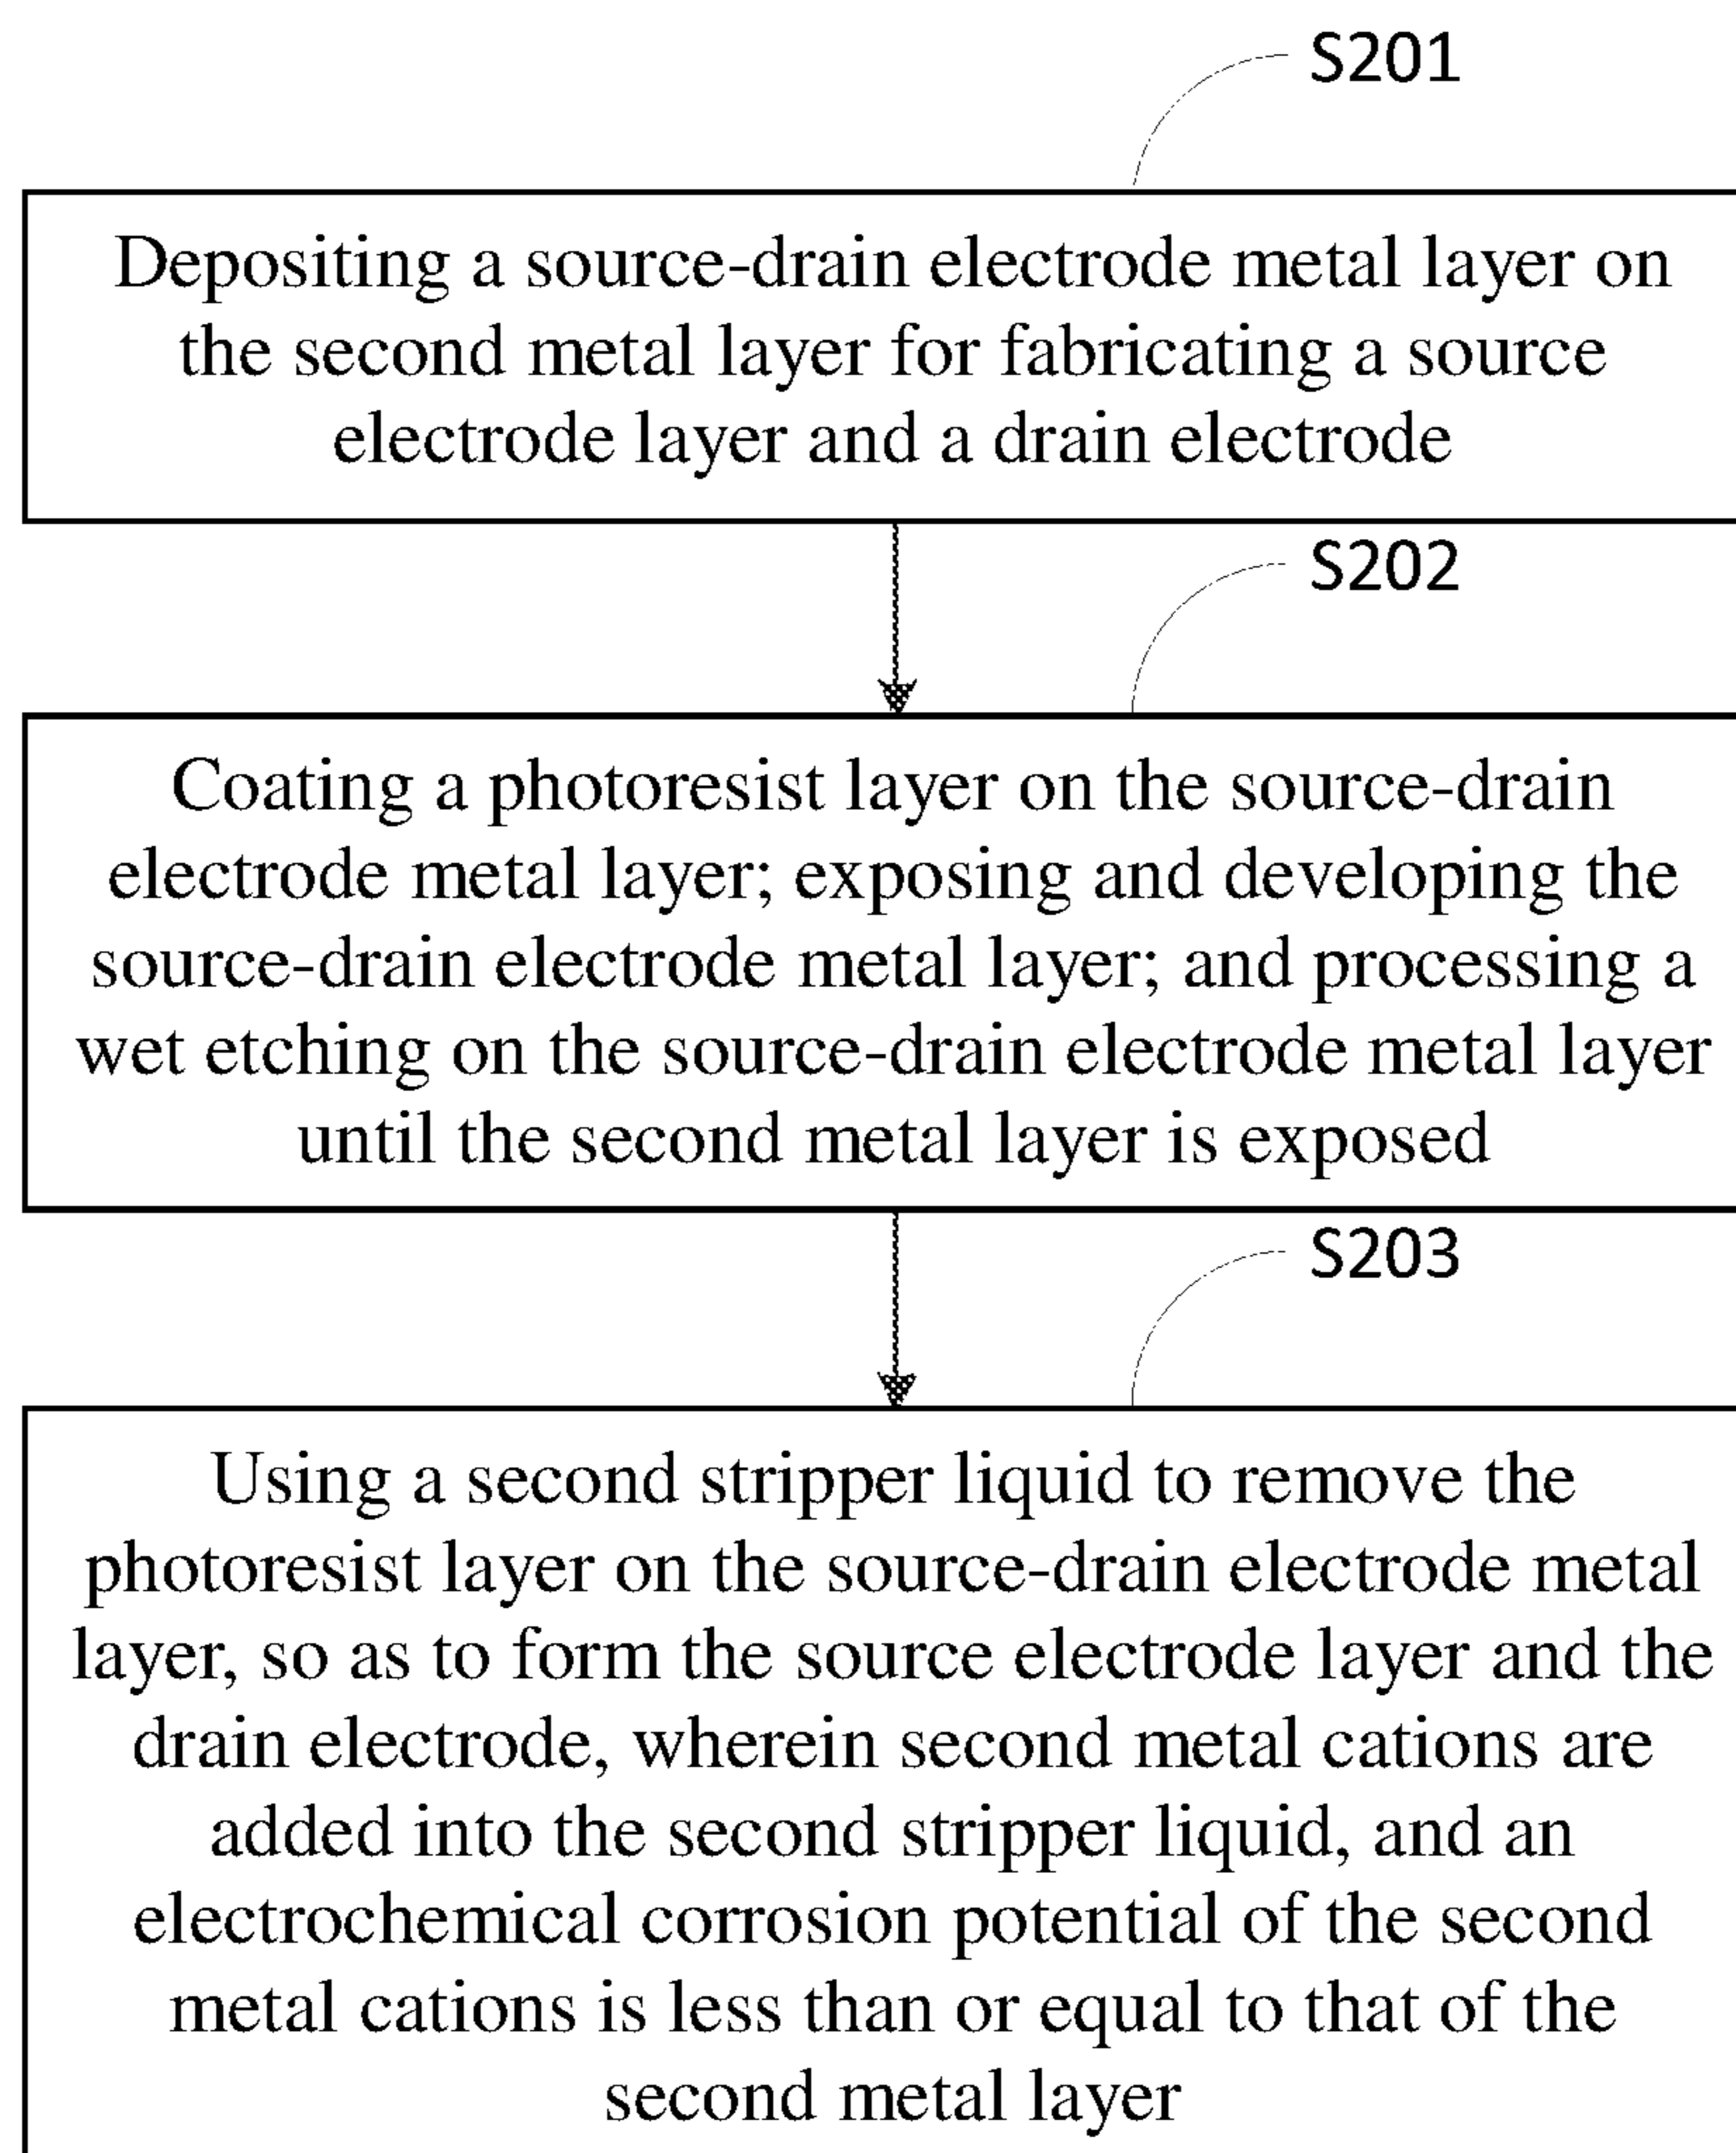 S201
Depositing a source-drain electrode metal layer on
the second metal layer for fabricating a source
electrode layer and a drain electrode
S202
Coating a photoresist layer on the source-drain
electrode metal layer; exposing and developing the
source-drain electrode metal layer; and processing a
wet etching on the source-drain electrode metal layer
until the second metal layer is exposed
S203
Using a second stripper liquid to remove the
photoresist layer on the source-drain electrode metal
layer, so as to form the source electrode layer and the
drain electrode, wherein second metal cations are
added into the second stripper liquid, and an
electrochemical corrosion potential of the second
metal cations is less than or equal to that of the
second metal layer